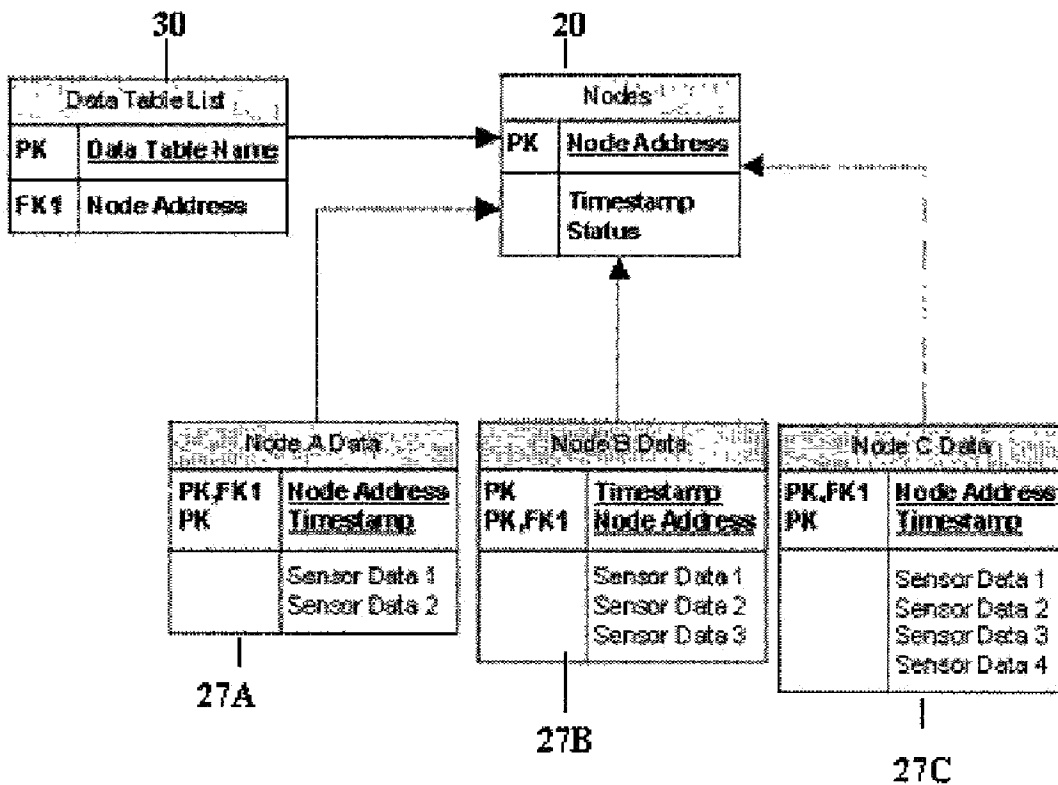 30
20
Data Table List
PK Data Table Name
FK1 Node Address
Nodes
PK Node Address
Timestamp
Status
Node A Data
PK,FK1 Node Address
PK Timestamp
Sensor Data 1
Sensor Data 2
27A
Node B Data
PK Timestamp
PK,FK1 Node Address
Sensor Data 1
Sensor Data 2
Sensor Data 3
27B
Node C Data
PK,FK1 Node Address
PK Timestamp
Sensor Data 1
Sensor Data 2
Sensor Data 3
Sensor Data 4
27C